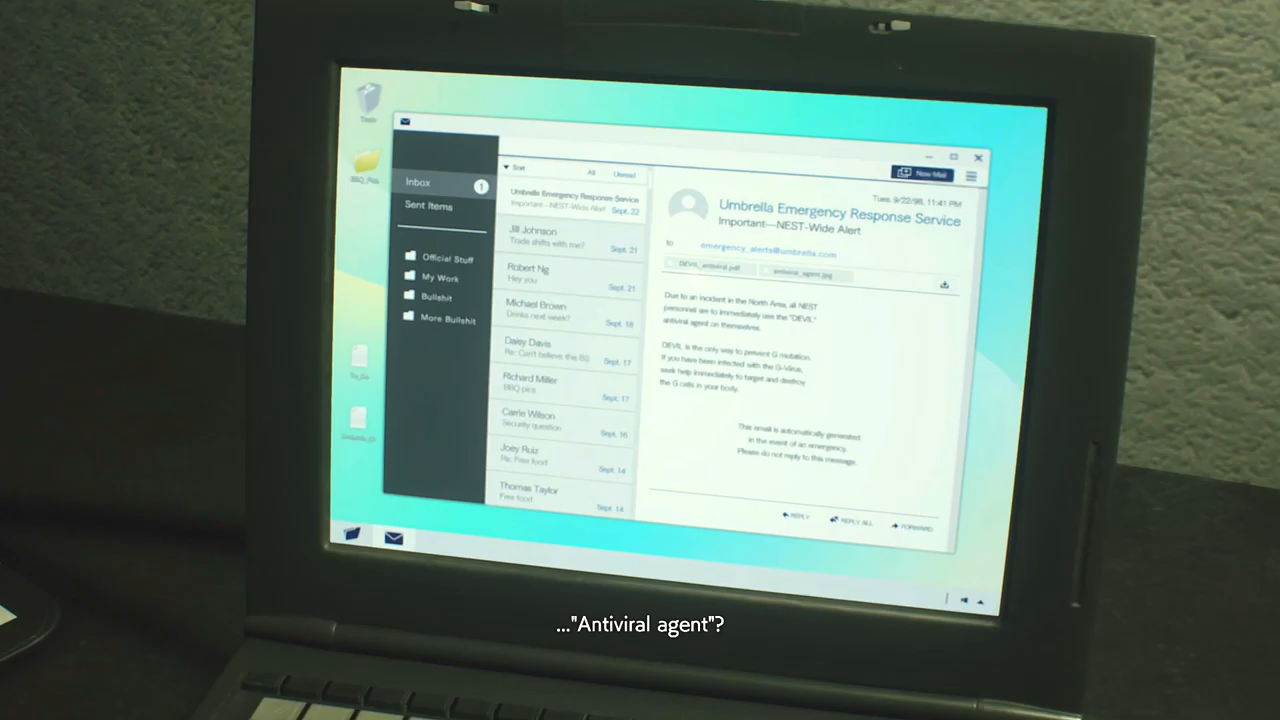 Tools
BBQ_Pics
Inbox
1
Sent Items
Official Stuff
My Work
Bullshit
More Bullshit
Sort
All
Unread
Umbrella Emergency Response Service
Important—NEST-Wide Alert
Sept. 22
Jill Johnson
Trade shifts with me?
Sept. 21
Robert Ng
Hey you
Sept. 21
Michael Brown
Drinks next week?
Sept. 18
Daisy Davis
Re: Can't believe this BS
Sept. 17
Richard Miller
BBQ pics
Sept. 17
Carrie Wilson
Security question
Sept. 16
Joey Ruiz
Re: Free food
Sept. 14
Thomas Taylor
Free food
Sept. 14
New Mail
Tues. 9/22/98, 11:41 PM
Umbrella Emergency Response Service
Important—NEST-Wide Alert
to emergency_alerts@umbrella.com
DEVIL_antiviral.pdf
antiviral_agent.jpg
Due to an incident in the North Area, all NEST
personnel are to immediately use the "DEVIL"
antiviral agent on themselves.
DEVIL is the only way to prevent G mutation.
If you have been infected with the G-Virus,
seek help immediately to target and destroy
the G cells in your body.
This email is automatically generated
in the event of an emergency.
Please do not reply to this message.
REPLY
REPLY ALL
FORWARD
..."Antiviral agent"?